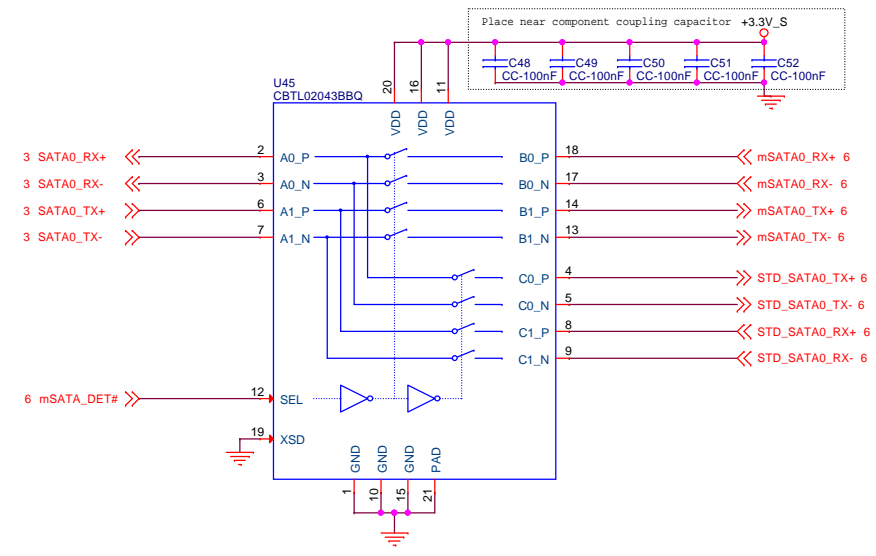 Place near component coupling capacitor +3.3V_S
C48 C49 C50 C51 C52
CC-100nF CC-100nF CC-100nF CC-100nF CC-100nF
U45
CBTL02043BBQ
20 16 11
VDD VDD VDD
3 SATA0_RX+ 2 A0_P B0_P 18 mSATA0_RX+ 6
3 SATA0_RX- 3 A0_N B0_N 17 mSATA0_RX- 6
3 SATA0_TX+ 6 A1_P B1_P 14 mSATA0_TX+ 6
3 SATA0_TX- 7 A1_N B1_N 13 mSATA0_TX- 6
C0_P 4 STD_SATA0_TX+ 6
C0_N 5 STD_SATA0_TX- 6
C1_P 8 STD_SATA0_RX+ 6
C1_N 9 STD_SATA0_RX- 6
6 mSATA_DET# 12 SEL
19 XSD
GND GND GND PAD
1 10 15 21